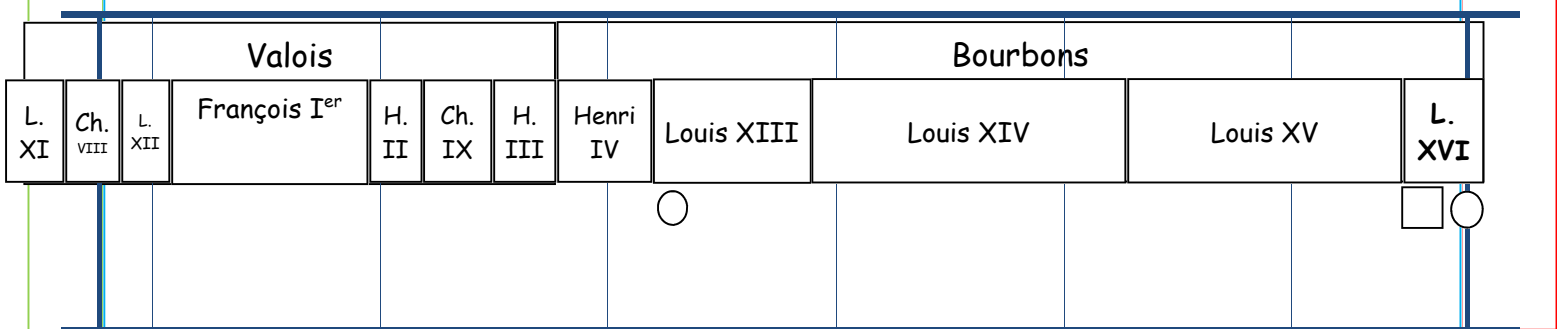 Valois
Bourbons
L.
XI
Ch.
VIII
L.
XII
François Ier
H.
II
Ch.
IX
H.
III
Henri
IV
Louis XIII
Louis XIV
Louis XV
L.
XVI